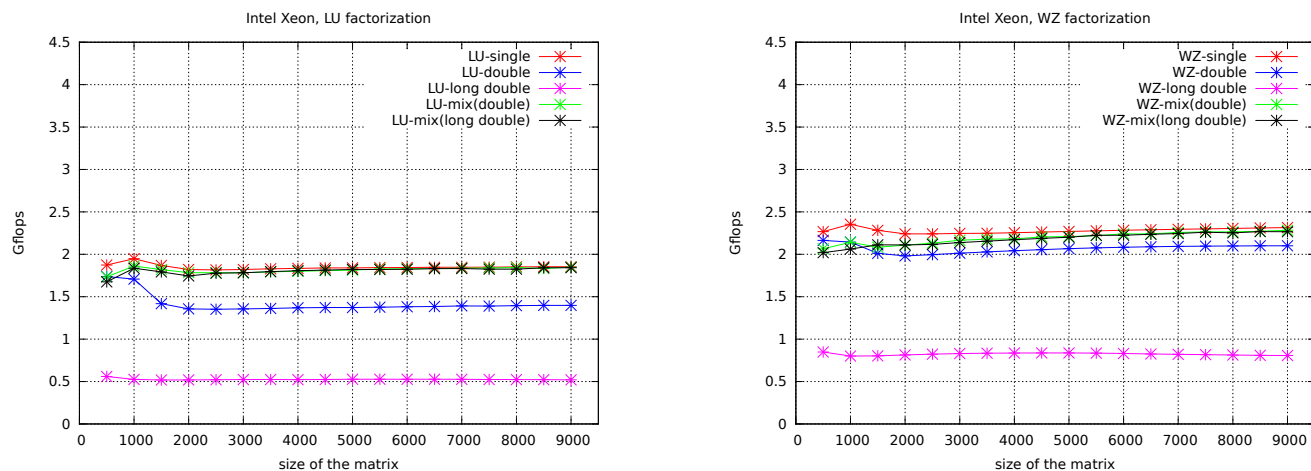 Intel Xeon, LU factorization
4.5
4
3.5
3
2.5
2
1.5
1
0.5
0
Gflops
LU-single
LU-double
LU-long double
LU-mix(double)
LU-mix(long double)
0 1000 2000 3000 4000 5000 6000 7000 8000 9000
size of the matrix
Intel Xeon, WZ factorization
4.5
4
3.5
3
2.5
2
1.5
1
0.5
0
Gflops
WZ-single
WZ-double
WZ-long double
WZ-mix(double)
WZ-mix(long double)
0 1000 2000 3000 4000 5000 6000 7000 8000 9000
size of the matrix